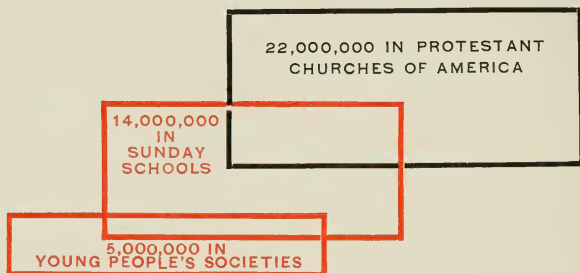 22,000,000 IN PROTESTANT
CHURCHES OF AMERICA
14,000,000
IN
SUNDAY
SCHOOLS
5,000,000 IN
YOUNG PEOPLE'S SOCIETIES